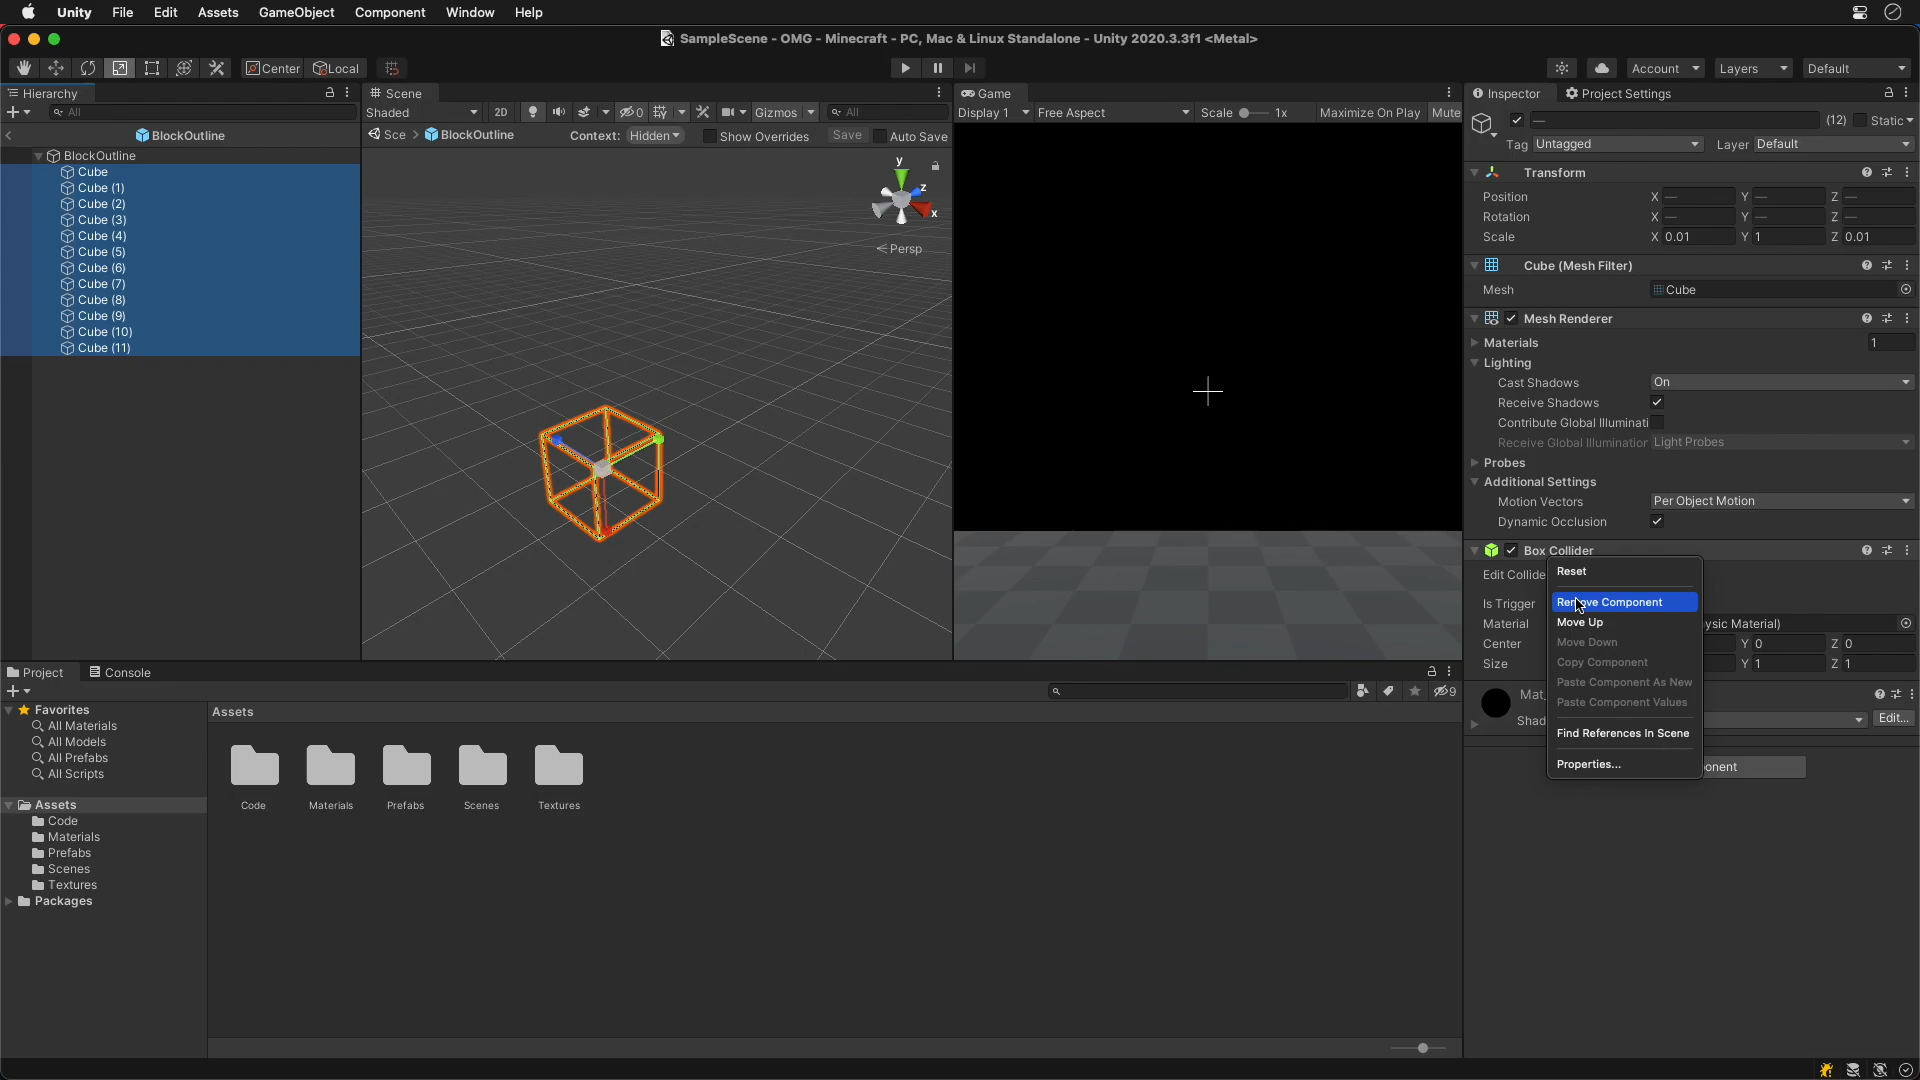 Unity File Edit Assets GameObject Component Window Help
SampleScene - OMG - Minecraft - PC, Mac & Linux Standalone - Unity 2020.3.3f1 <Metal>
Center Local Account Layers Default
Hierarchy
All
BlockOutline
BlockOutline
Cube
Cube (1)
Cube (2)
Cube (3)
Cube (4)
Cube (5)
Cube (6)
Cube (7)
Cube (8)
Cube (9)
Cube (10)
Cube (11)
Scene
Shaded 2D 0 Gizmos All
Sce BlockOutline Context: Hidden Show Overrides Save Auto Save
y
z
x
Persp
Game
Display 1 Free Aspect Scale 1x Maximize On Play Mute
Inspector Project Settings
— (12) Static
Tag Untagged Layer Default
Transform
Position X — Y — Z —
Rotation X — Y — Z —
Scale X 0.01 Y 1 Z 0.01
Cube (Mesh Filter)
Mesh Cube
Mesh Renderer
Materials 1
Lighting
Cast Shadows On
Receive Shadows
Contribute Global Illuminati
Receive Global Illumination Light Probes
Probes
Additional Settings
Motion Vectors Per Object Motion
Dynamic Occlusion
Box Collider
Edit Collide
Is Trigger
Material ysic Material)
Center Y 0 Z 0
Size Y 1 Z 1
Mat_
Shad Edit...
onent
Reset
Remove Component
Move Up
Move Down
Copy Component
Paste Component As New
Paste Component Values
Find References In Scene
Properties...
Project Console
9
Favorites
All Materials
All Models
All Prefabs
All Scripts
Assets
Code
Materials
Prefabs
Scenes
Textures
Packages
Assets
Code Materials Prefabs Scenes Textures